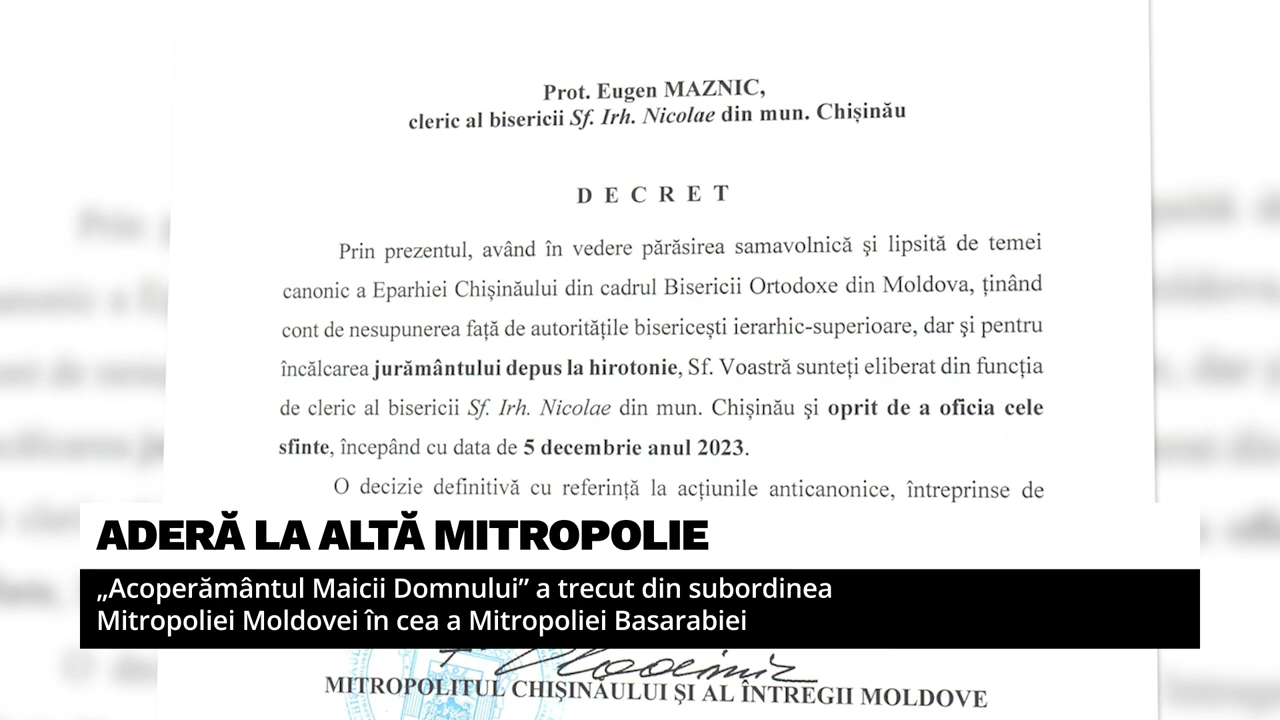 Prot. Eugen MAZNIC,
cleric al bisericii Sf. Irh. Nicolae din mun. Chișinău
D E C R E T
Prin prezentul, având în vedere părăsirea samavolnică şi lipsită de temei
canonic a Eparhiei Chişinăului din cadrul Bisericii Ortodoxe din Moldova, ţinând
cont de nesupunerea faţă de autorităţile bisericeşti ierarhic-superioare, dar şi pentru
încălcarea jurământului depus la hirotonie, Sf. Voastră sunteţi eliberat din funcţia
de cleric al bisericii Sf. Irh. Nicolae din mun. Chişinău şi oprit de a oficia cele
sfinte, începând cu data de 5 decembrie anul 2023.
O decizie definitivă cu referinţă la acţiunile anticanonice, întreprinse de
ADERĂ LA ALTĂ MITROPOLIE
„Acoperământul Maicii Domnului” a trecut din subordinea
Mitropoliei Moldovei în cea a Mitropoliei Basarabiei
MITROPOLITUL CHIŞINĂULUI ŞI AL ÎNTREGII MOLDOVE